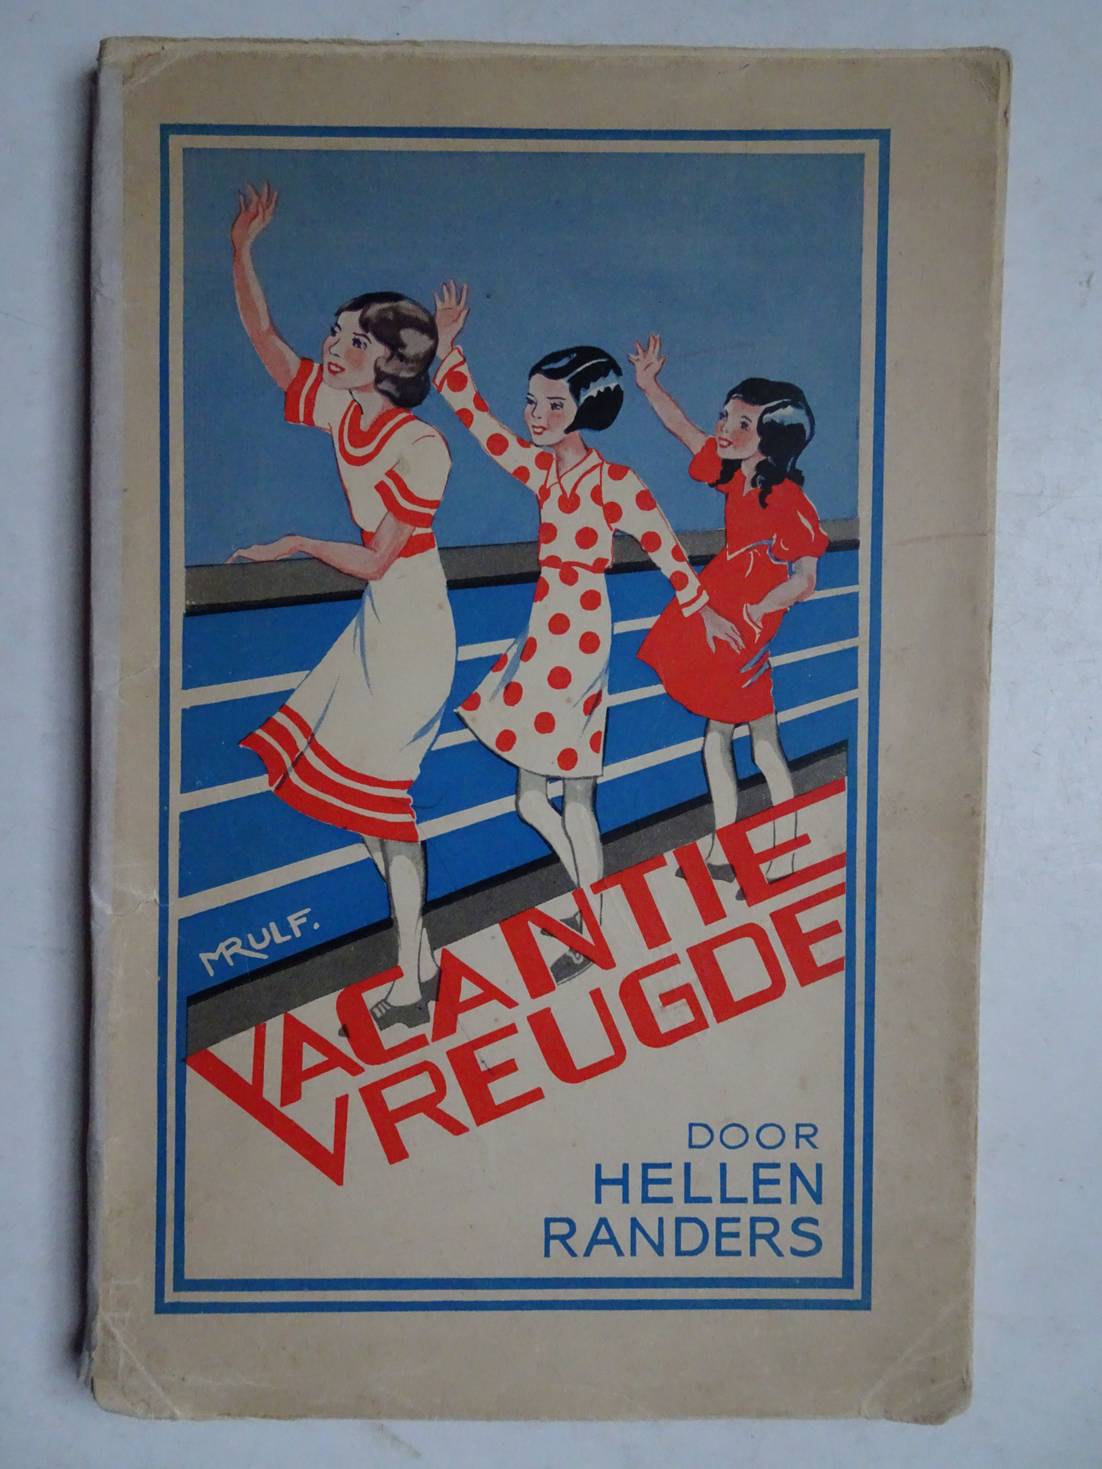 MRULF.
VACANTIE
VREUGDE
DOOR
HELLEN
RANDERS